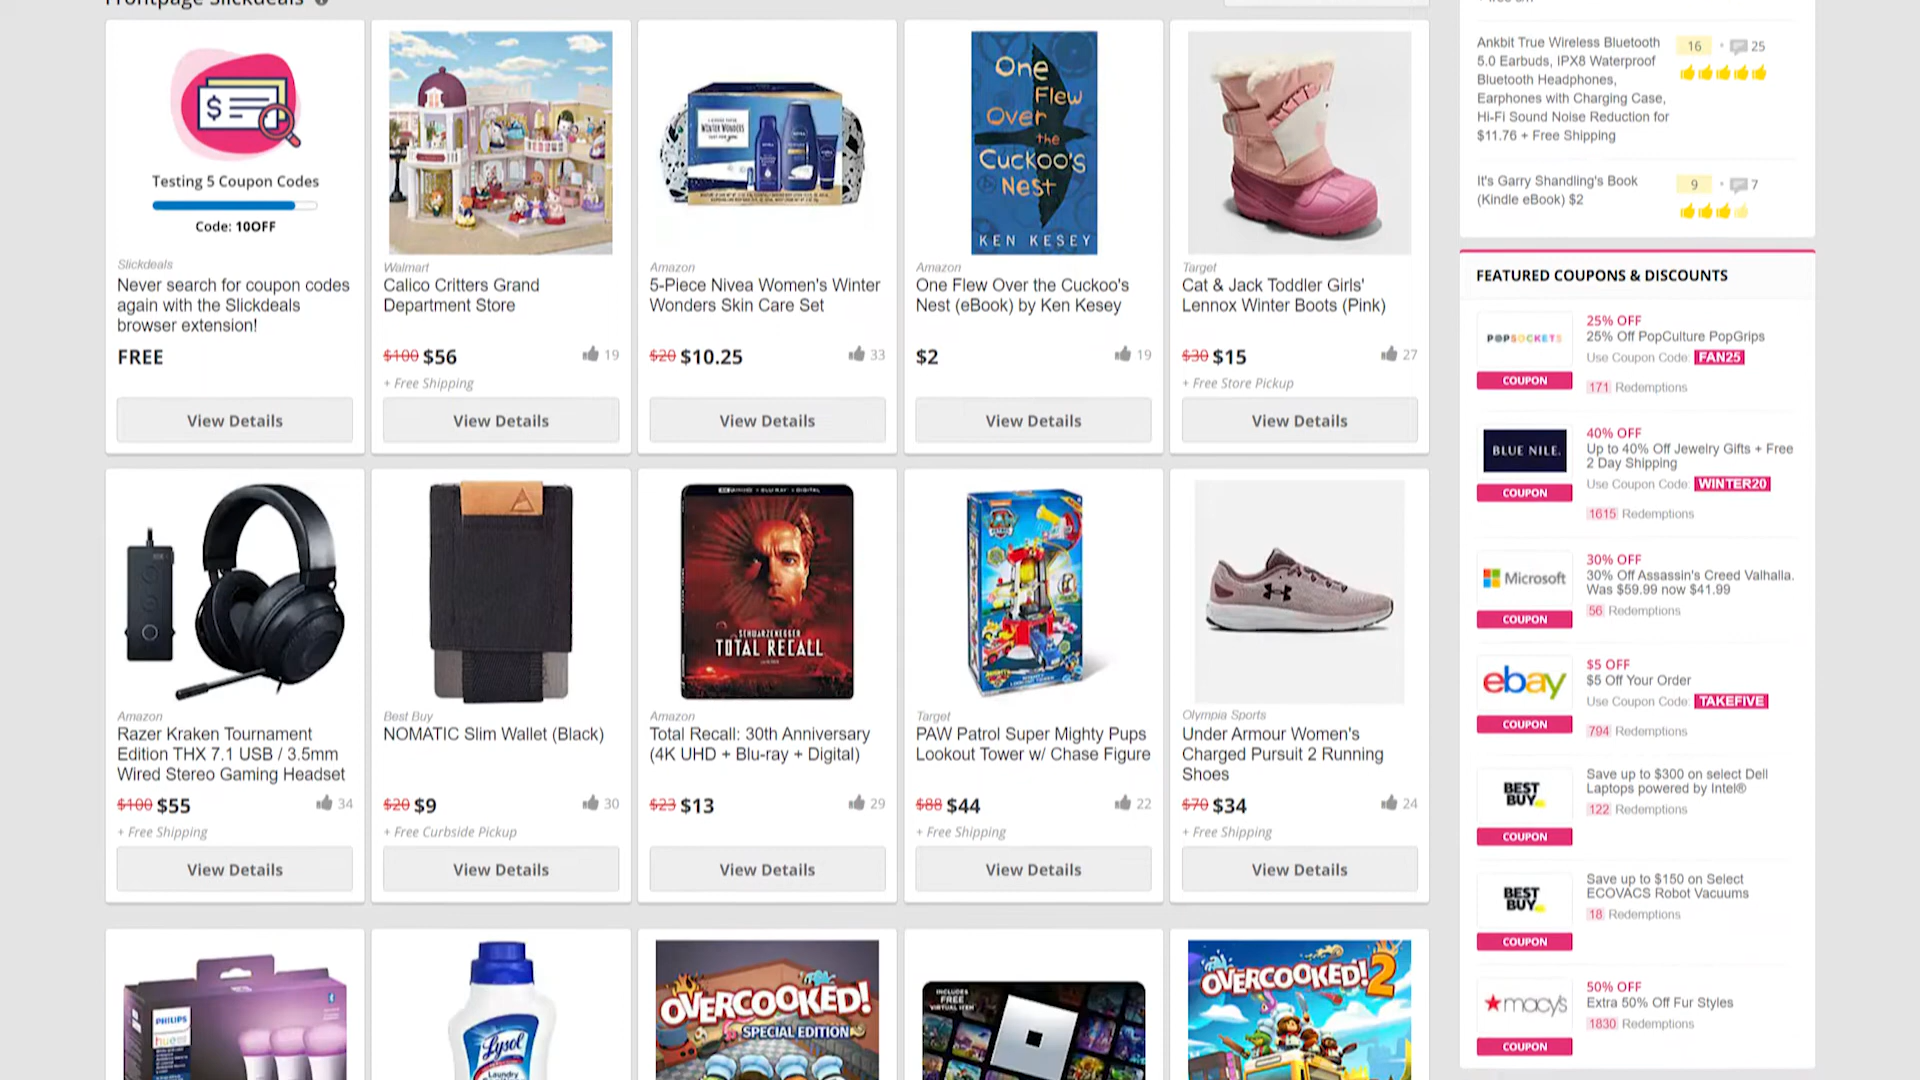 Frontpage Slickdeals
Testing 5 Coupon Codes
Code: 10OFF
Slickdeals
Never search for coupon codes
again with the Slickdeals
browser extension!
FREE
View Details
Walmart
Calico Critters Grand
Department Store
$100 $56
19
+ Free Shipping
View Details
WINTER WONDERS
NIVEA
Amazon
5-Piece Nivea Women's Winter
Wonders Skin Care Set
$20 $10.25
33
View Details
One
Flew
Over
the
Cuckoo's
Nest
KEN KESEY
Amazon
One Flew Over the Cuckoo's
Nest (eBook) by Ken Kesey
$2
19
View Details
Target
Cat & Jack Toddler Girls'
Lennox Winter Boots (Pink)
$30 $15
27
+ Free Store Pickup
View Details
Amazon
Razer Kraken Tournament
Edition THX 7.1 USB / 3.5mm
Wired Stereo Gaming Headset
$100 $55
34
+ Free Shipping
View Details
Best Buy
NOMATIC Slim Wallet (Black)
$20 $9
30
+ Free Curbside Pickup
View Details
SCHWARZENEGGER
TOTAL RECALL
Amazon
Total Recall: 30th Anniversary
(4K UHD + Blu-ray + Digital)
$23 $13
29
View Details
Target
PAW Patrol Super Mighty Pups
Lookout Tower w/ Chase Figure
$88 $44
22
+ Free Shipping
View Details
Olympia Sports
Under Armour Women's
Charged Pursuit 2 Running
Shoes
$70 $34
24
+ Free Shipping
View Details
PHILIPS
hue
Lysol
Laundry
OVERCOOKED!
SPECIAL EDITION
INCLUDES
FREE
VIRTUAL ITEM
OVERCOOKED! 2
Ankbit True Wireless Bluetooth
5.0 Earbuds, IPX8 Waterproof
Bluetooth Headphones,
Earphones with Charging Case,
Hi-Fi Sound Noise Reduction for
$11.76 + Free Shipping
16 • 25
It's Garry Shandling's Book
(Kindle eBook) $2
9 • 7
FEATURED COUPONS & DISCOUNTS
POPSOCKETS
COUPON
25% OFF
25% Off PopCulture PopGrips
Use Coupon Code: FAN25
171 Redemptions
BLUE NILE.
COUPON
40% OFF
Up to 40% Off Jewelry Gifts + Free
2 Day Shipping
Use Coupon Code: WINTER20
1615 Redemptions
Microsoft
COUPON
30% OFF
30% Off Assassin's Creed Valhalla.
Was $59.99 now $41.99
56 Redemptions
ebay
COUPON
$5 OFF
$5 Off Your Order
Use Coupon Code: TAKEFIVE
794 Redemptions
BEST
BUY
COUPON
Save up to $300 on select Dell
Laptops powered by Intel®
122 Redemptions
BEST
BUY
COUPON
Save up to $150 on Select
ECOVACS Robot Vacuums
18 Redemptions
macy's
COUPON
50% OFF
Extra 50% Off Fur Styles
1830 Redemptions